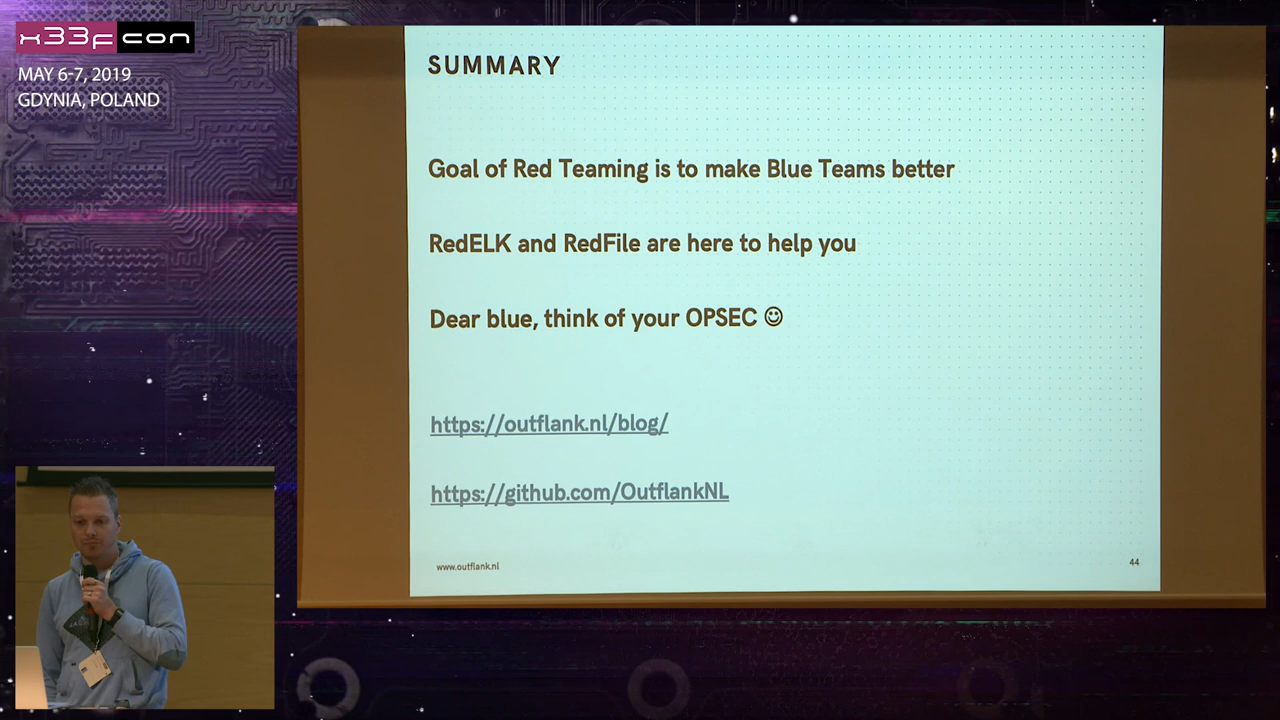 x33fcon
MAY 6-7, 2019
GDYNIA, POLAND
SUMMARY
Goal of Red Teaming is to make Blue Teams better
RedELK and RedFile are here to help you
Dear blue, think of your OPSEC ☺
https://outflank.nl/blog/
https://github.com/OutflankNL
www.outflank.nl
44